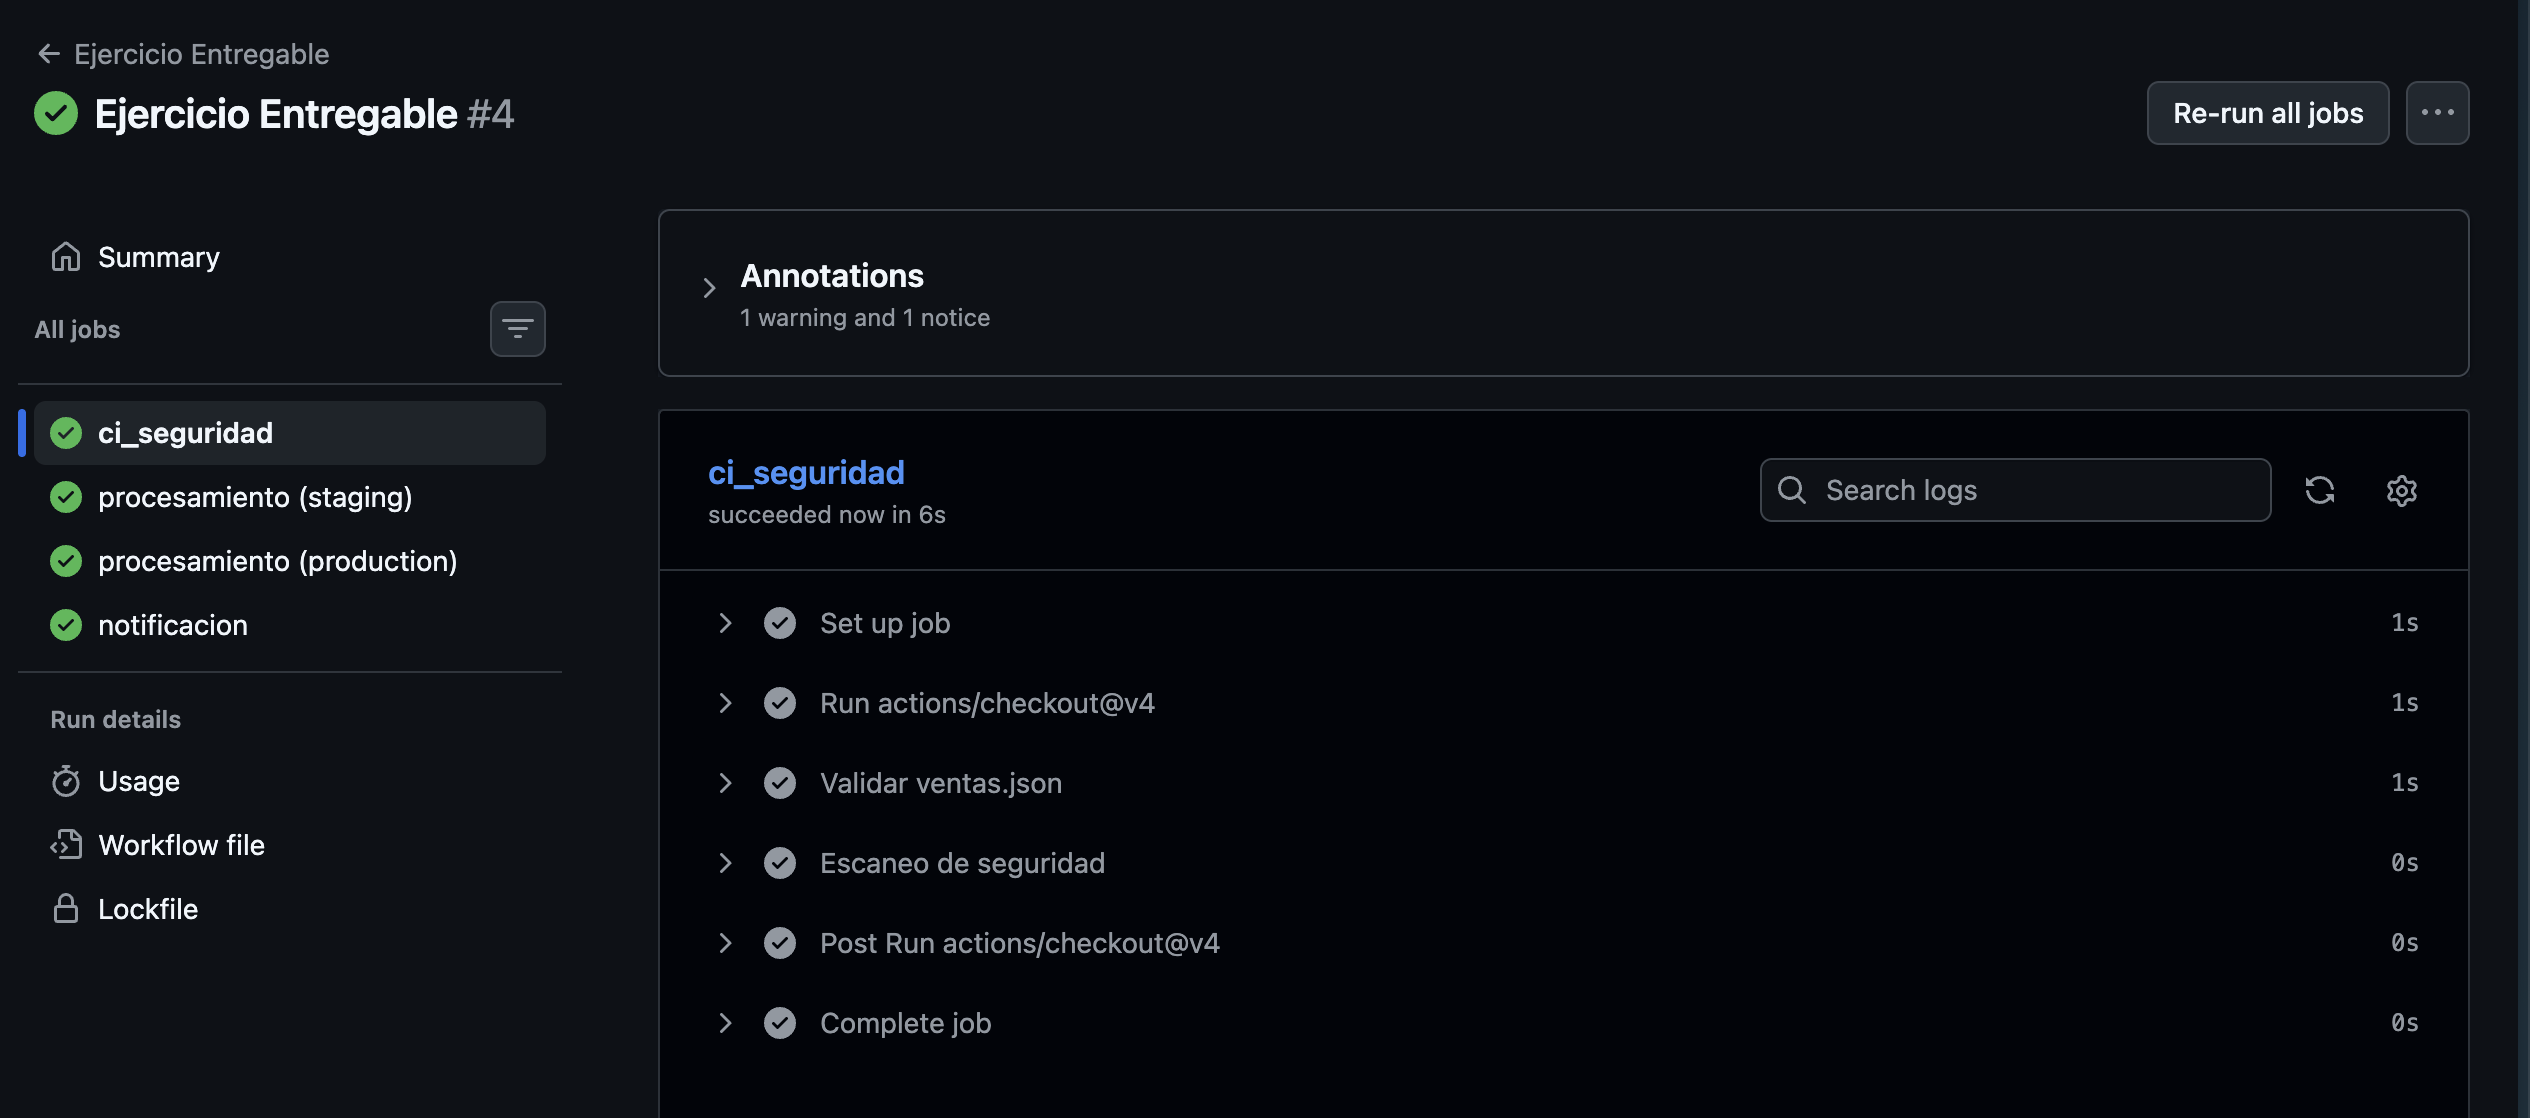 Ejercicio Entregable
Ejercicio Entregable #4
Re-run all jobs
Summary
All jobs
ci_seguridad
procesamiento (staging)
procesamiento (production)
notificacion
Run details
Usage
Workflow file
Lockfile
Annotations
1 warning and 1 notice
ci_seguridad
succeeded now in 6s
Search logs
Set up job 1s
Run actions/checkout@v4 1s
Validar ventas.json 1s
Escaneo de seguridad 0s
Post Run actions/checkout@v4 0s
Complete job 0s